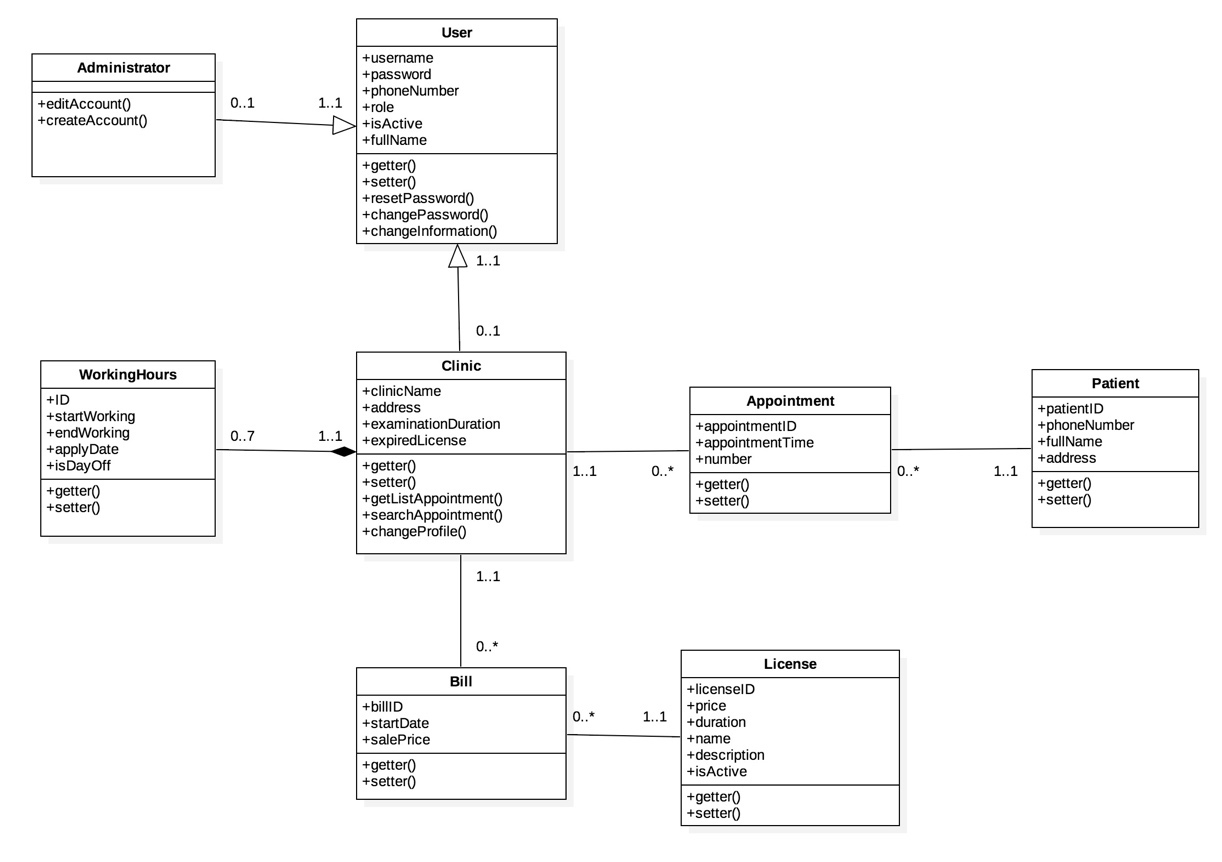 User
+username
+password
+phoneNumber
+role
+isActive
+fullName
+getter()
+setter()
+resetPassword()
+changePassword()
+changeInformation()
Administrator
+editAccount()
+createAccount()
0..1
1..1
1..1
0..1
WorkingHours
+ID
+startWorking
+endWorking
+applyDate
+isDayOff
+getter()
+setter()
0..7
1..1
Clinic
+clinicName
+address
+examinationDuration
+expiredLicense
+getter()
+setter()
+getListAppointment()
+searchAppointment()
+changeProfile()
1..1
0..*
Appointment
+appointmentID
+appointmentTime
+number
+getter()
+setter()
0..*
1..1
Patient
+patientID
+phoneNumber
+fullName
+address
+getter()
+setter()
1..1
0..*
Bill
+billID
+startDate
+salePrice
+getter()
+setter()
0..*
1..1
License
+licenseID
+price
+duration
+name
+description
+isActive
+getter()
+setter()